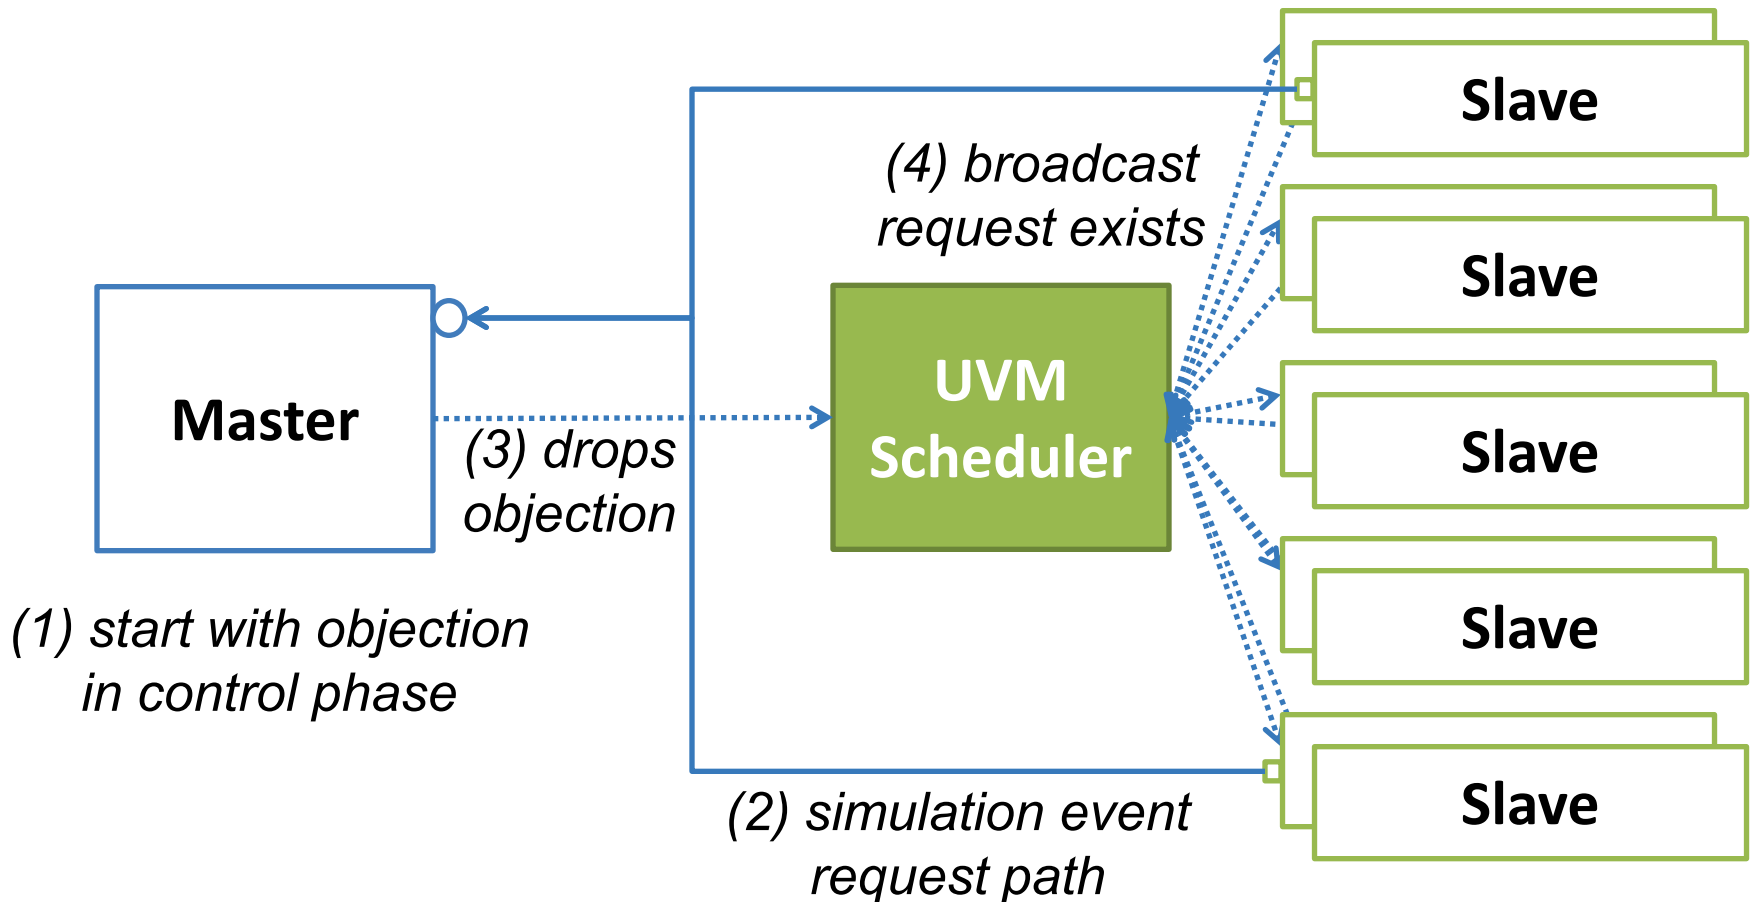 Slave
(4) broadcast
request exists
Slave
Master
UVM
Scheduler
(3) drops
objection
Slave
(1) start with objection
in control phase
Slave
(2) simulation event
request path
Slave